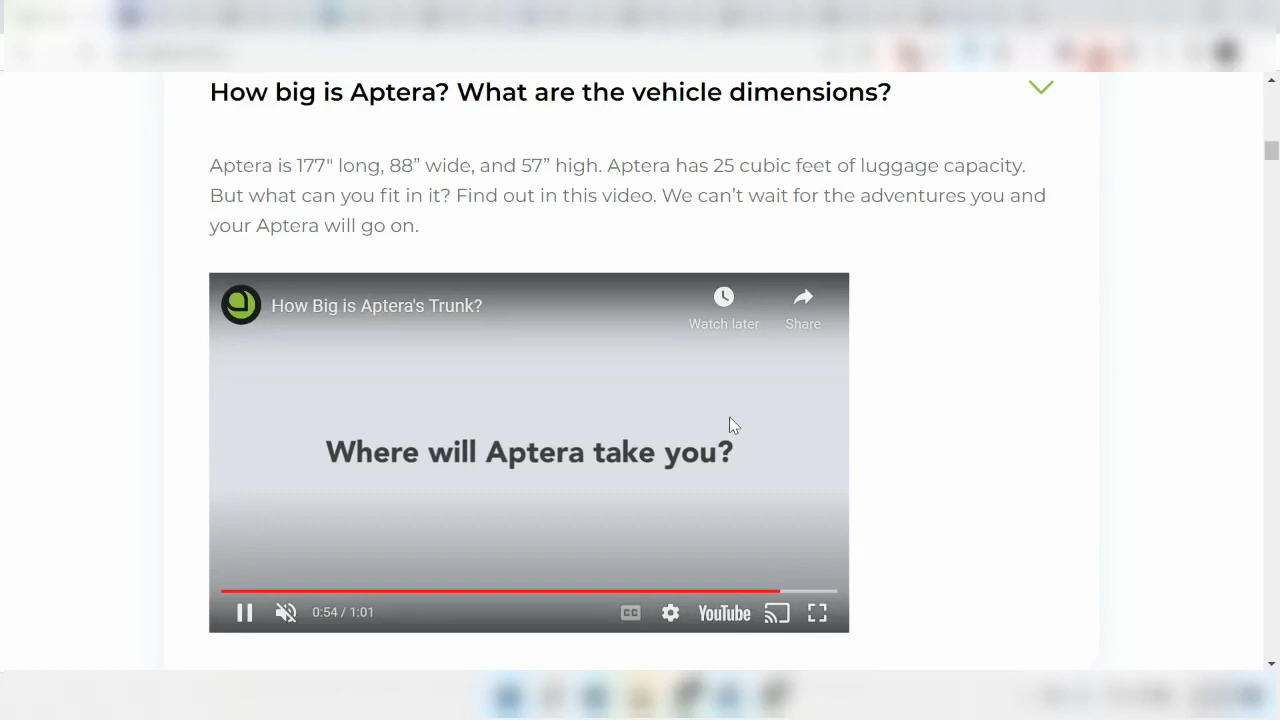 How big is Aptera? What are the vehicle dimensions?
Aptera is 177" long, 88” wide, and 57” high. Aptera has 25 cubic feet of luggage capacity.
But what can you fit in it? Find out in this video. We can’t wait for the adventures you and
your Aptera will go on.
How Big is Aptera's Trunk?
Watch later
Share
Where will Aptera take you?
0:54 / 1:01
CC
YouTube